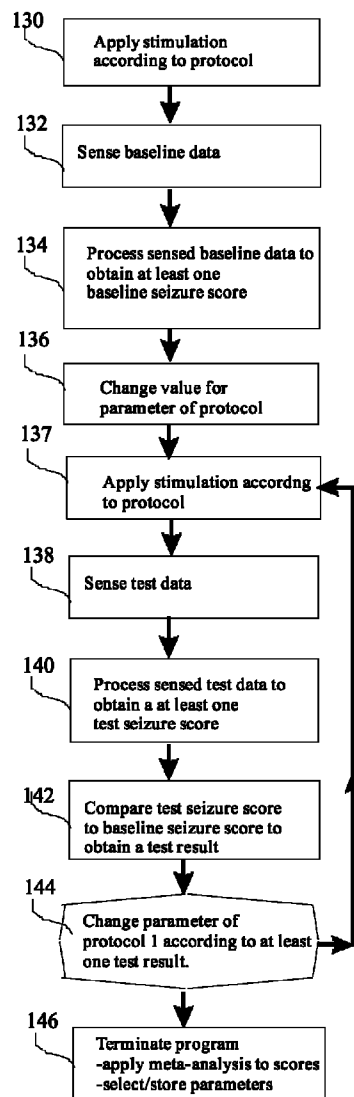 130
Apply stimulation
according to protocol
132
Sense baseline data
134
Process sensed baseline data to
obtain at least one
baseline seizure score
136
Change value for
parameter of protocol
137
Apply stimulation accordng
to protocol
138
Sense test data
140
Process sensed test data to
obtain a at least one
test seizure score
142
Compare test seizure score
to baseline seizure score to
obtain a test result
144
Change parameter of
protocol 1 according to at least
one test result.
146
Terminate program
-apply meta-analysis to scores
-select/store parameters